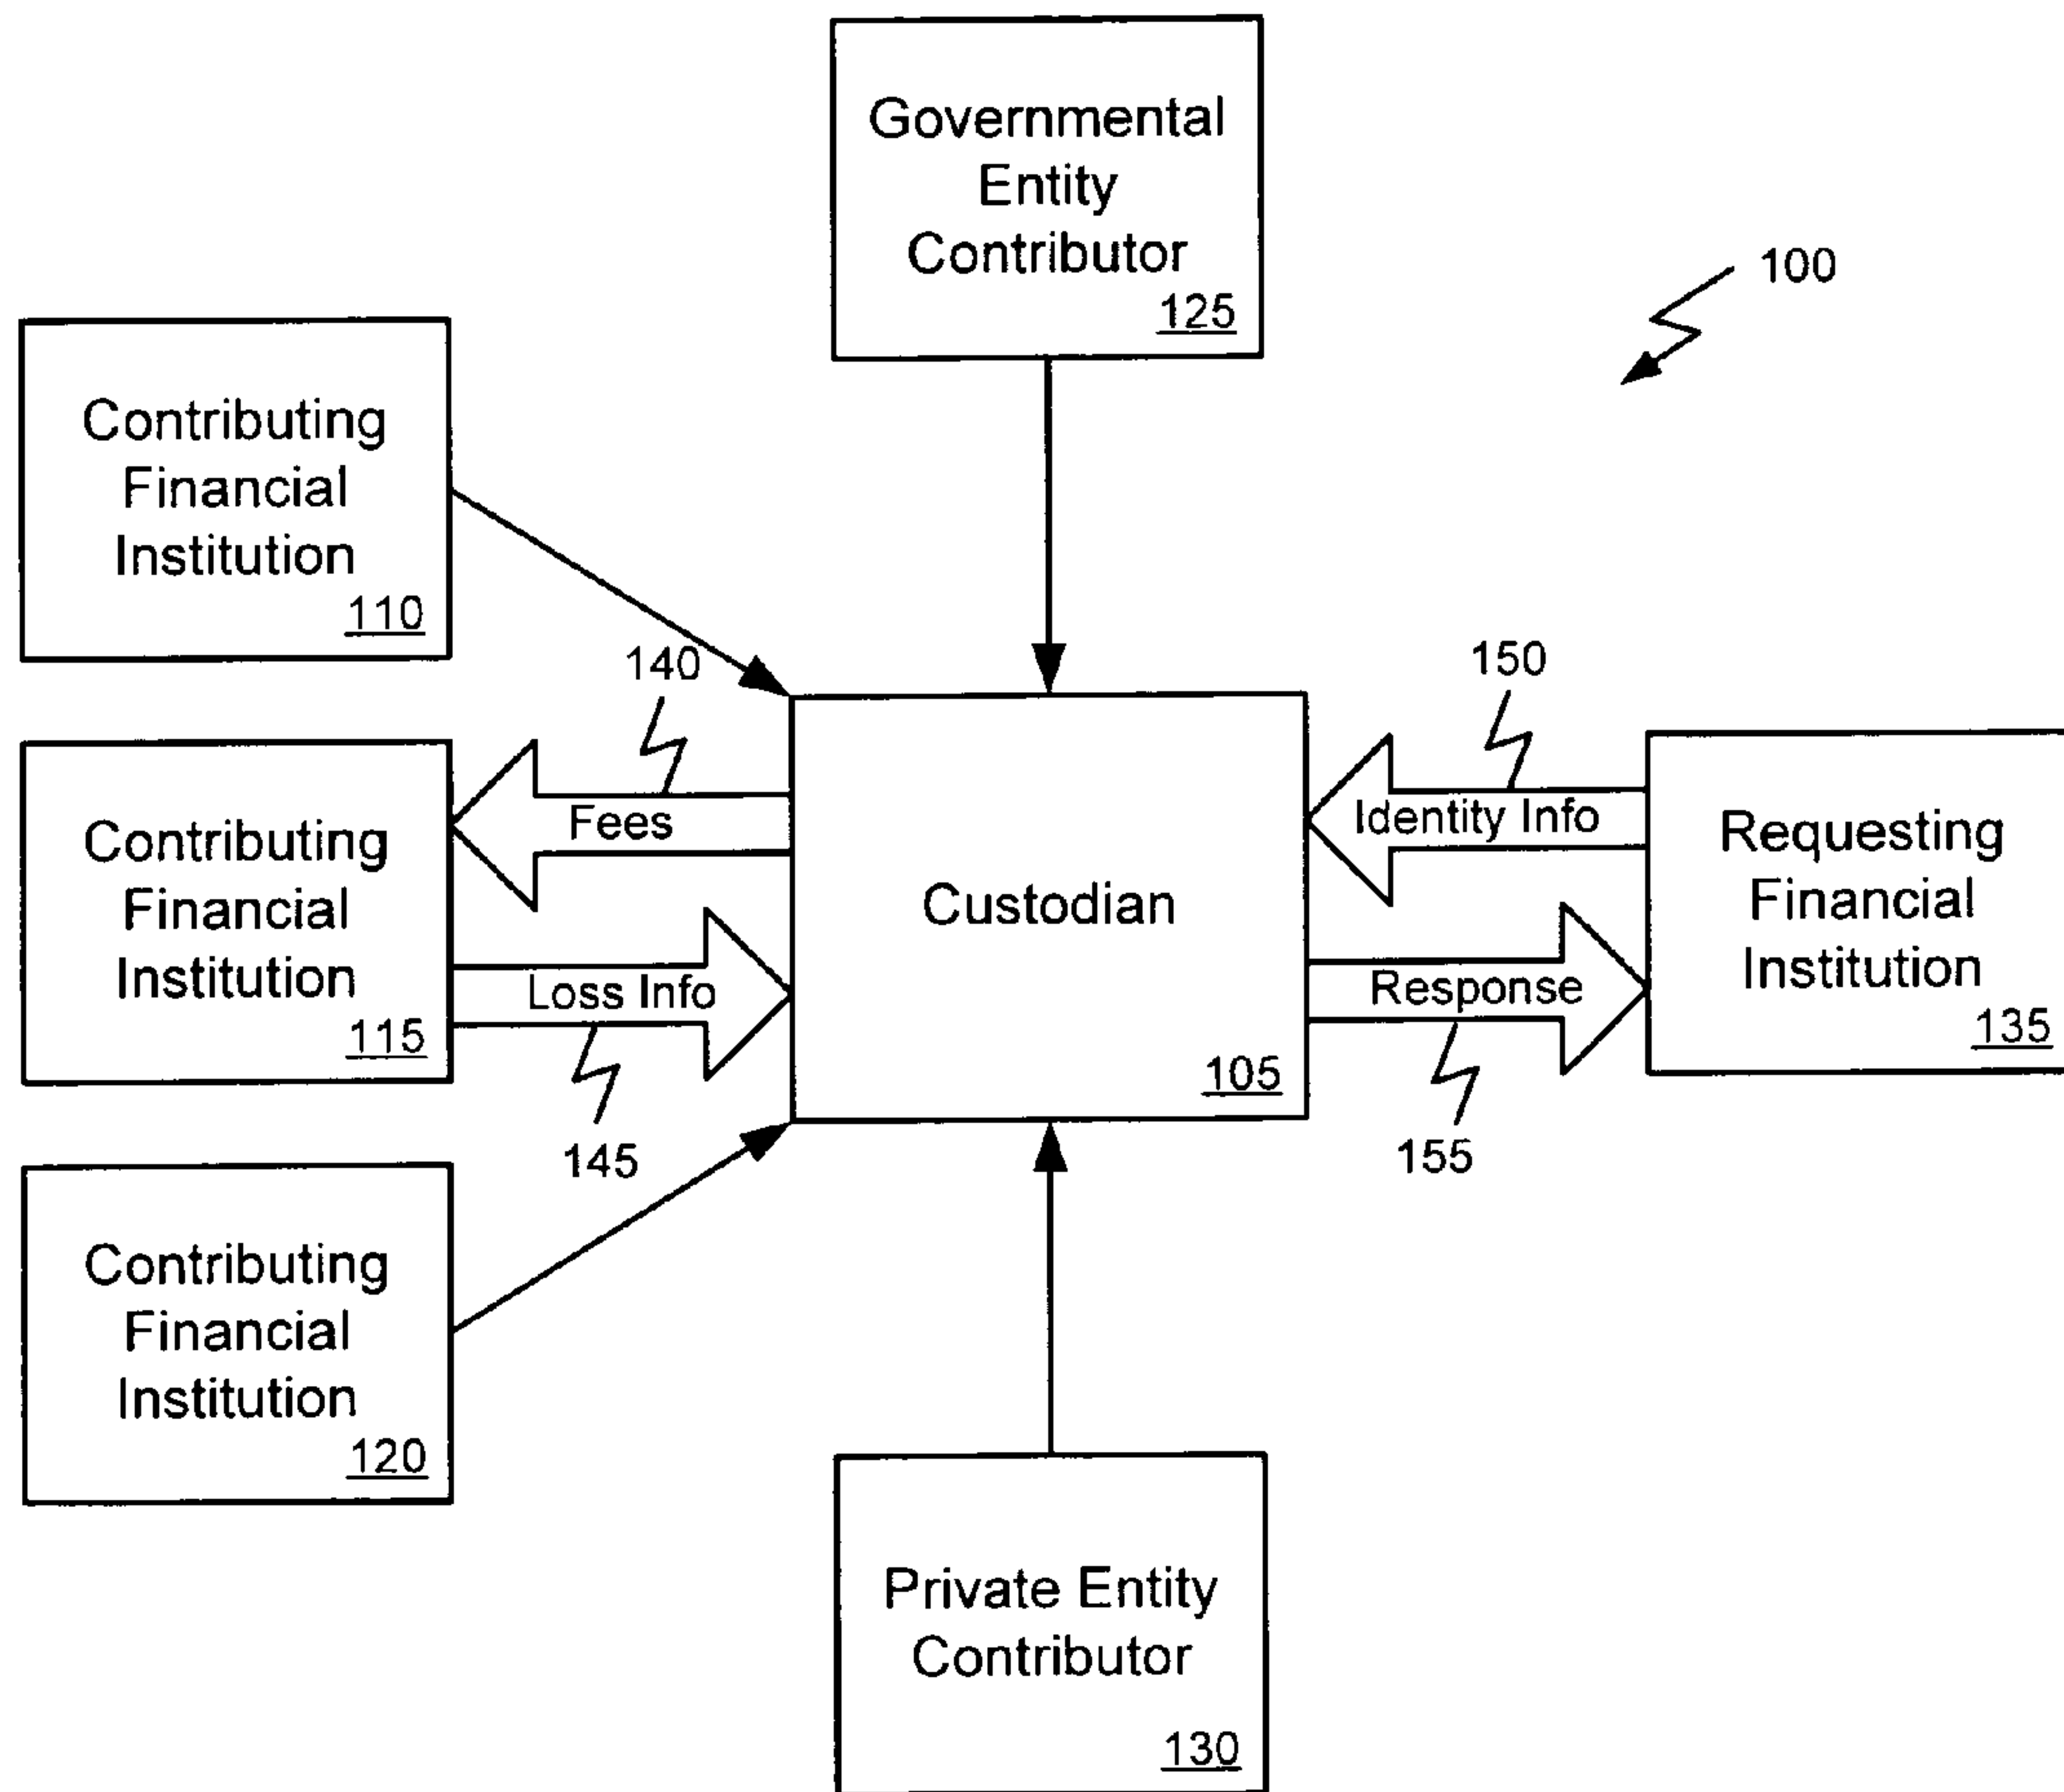 Governmental
Entity
Contributor
125
100
Contributing
Financial
Institution
110
140
150
Contributing
Financial
Institution
115
Fees
Loss Info
145
Custodian
105
Identity Info
Response
155
Requesting
Financial
Institution
135
Contributing
Financial
Institution
120
Private Entity
Contributor
130